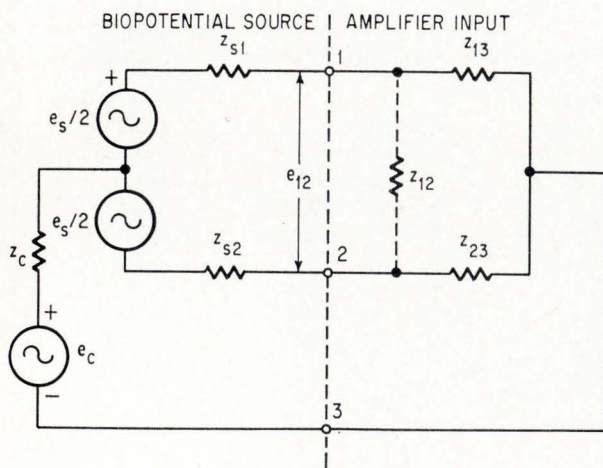 BIOPOTENTIAL SOURCE | AMPLIFIER INPUT
z_s1
1
z_13
+
e_s/2
e_12
z_12
e_s/2
z_s2
2
z_23
z_c
+
e_c
−
3